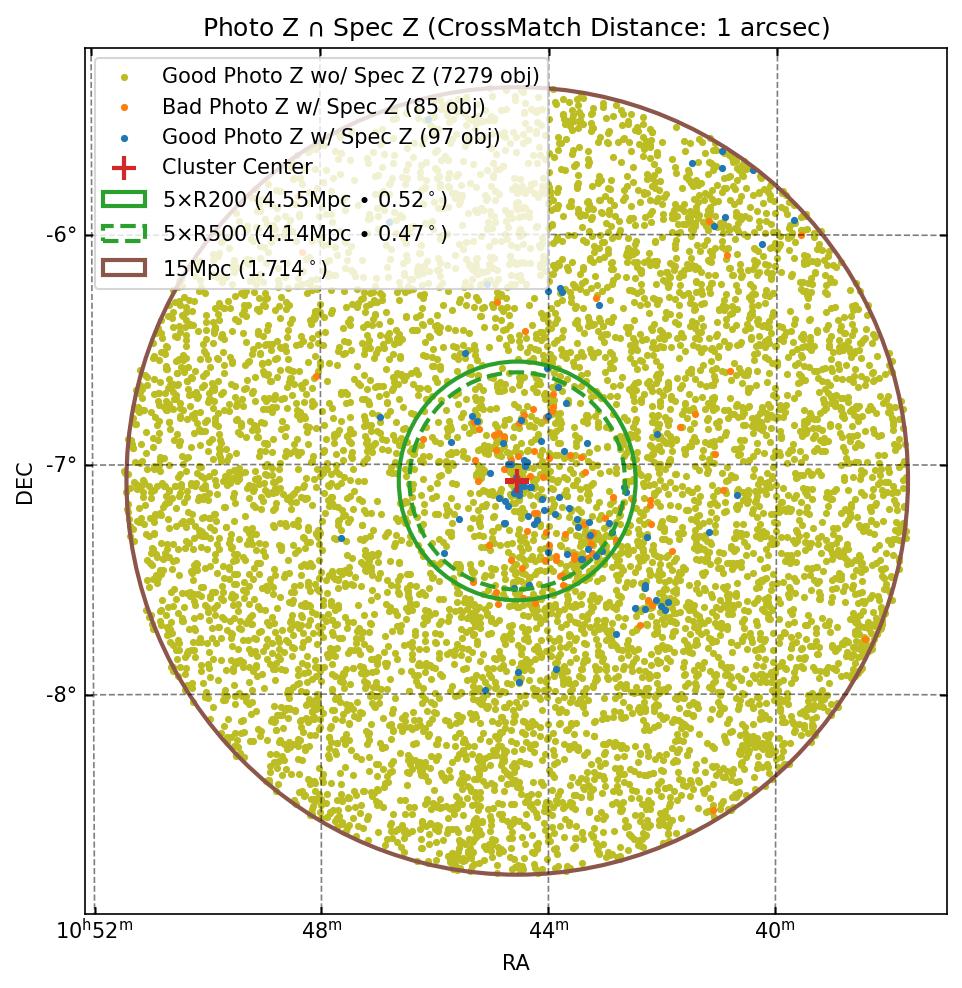 Photo Z ∩ Spec Z (CrossMatch Distance: 1 arcsec)
Good Photo Z wo/ Spec Z (7279 obj)
Bad Photo Z w/ Spec Z (85 obj)
Good Photo Z w/ Spec Z (97 obj)
Cluster Center
5×R200 (4.55Mpc • 0.52°)
5×R500 (4.14Mpc • 0.47°)
15Mpc (1.714°)
-6°
-7°
-8°
DEC
10ʰ52ᵐ 48ᵐ 44ᵐ 40ᵐ
RA